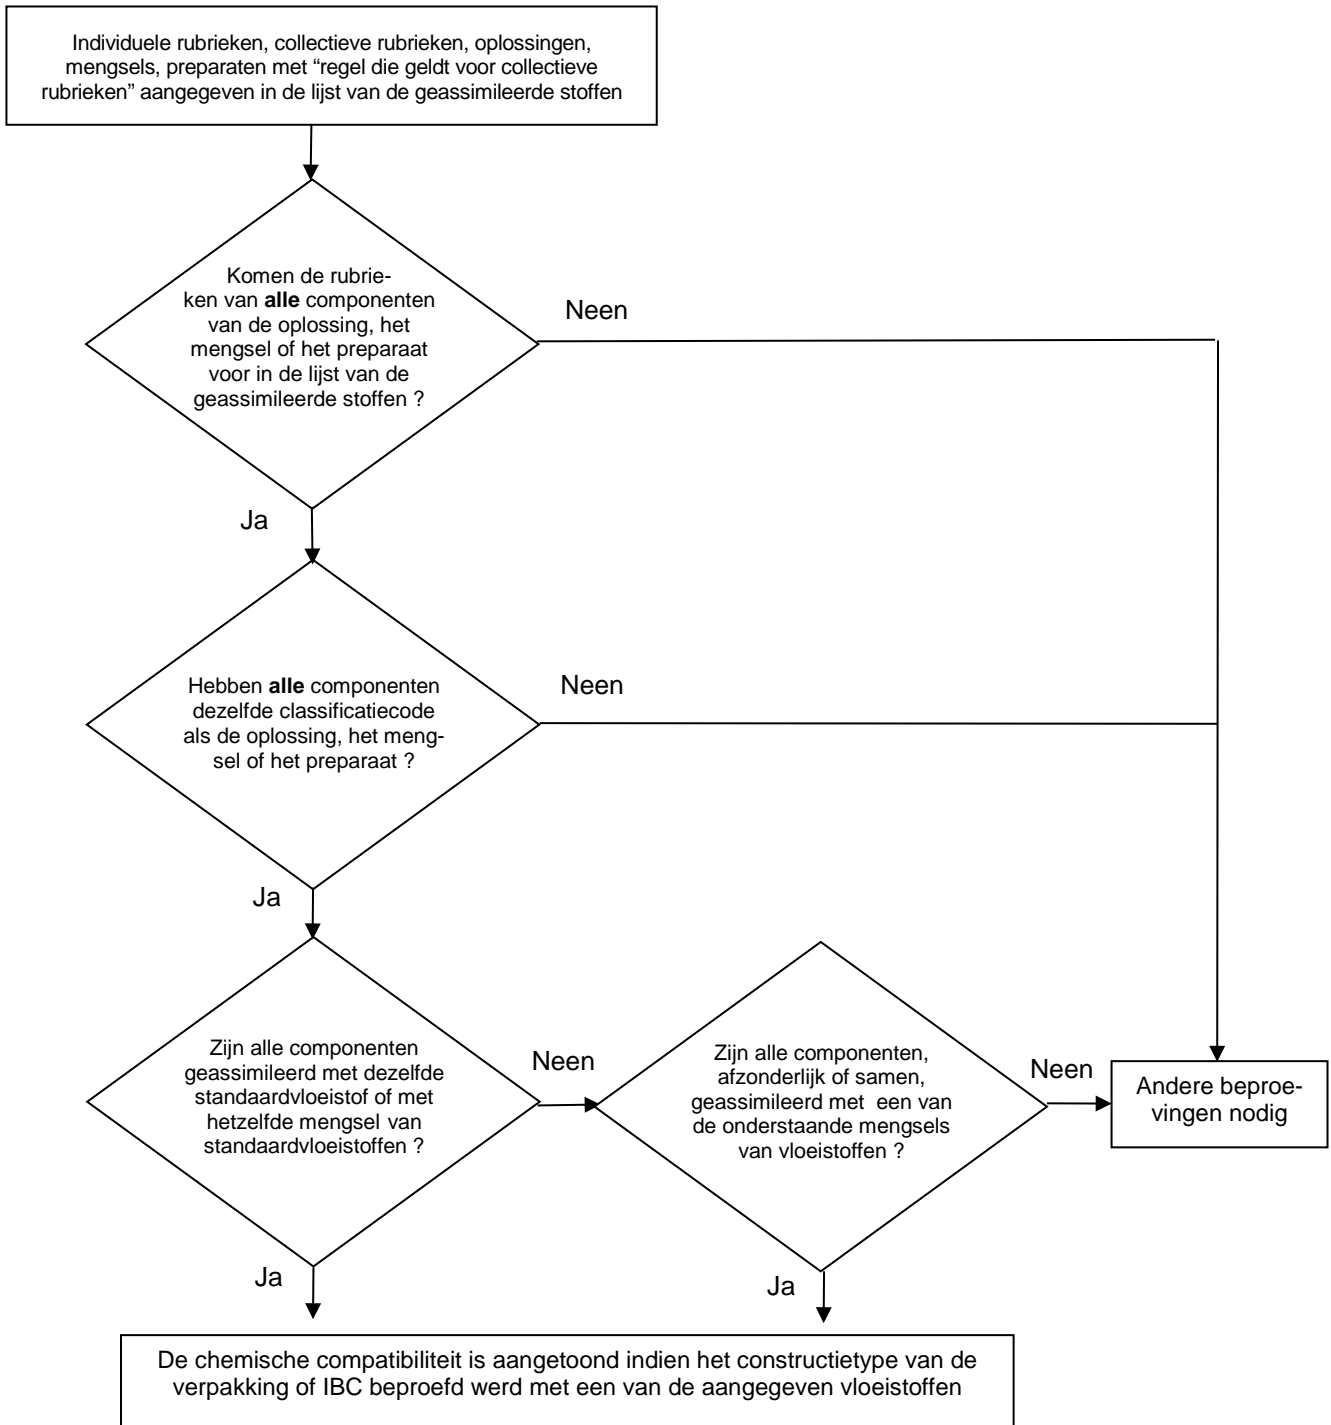 Individuele rubrieken, collectieve rubrieken, oplossingen,
mengsels, preparaten met “regel die geldt voor collectieve
rubrieken” aangegeven in de lijst van de geassimileerde stoffen
Komen de rubrie-
ken van alle componenten
van de oplossing, het
mengsel of het preparaat
voor in de lijst van de
geassimileerde stoffen ?
Neen
Ja
Hebben alle componenten
dezelfde classificatiecode
als de oplossing, het meng-
sel of het preparaat ?
Neen
Ja
Zijn alle componenten
geassimileerd met dezelfde
standaardvloeistof of met
hetzelfde mengsel van
standaardvloeistoffen ?
Neen
Zijn alle componenten,
afzonderlijk of samen,
geassimileerd met een van
de onderstaande mengsels
van vloeistoffen ?
Neen
Andere beproe-
vingen nodig
Ja
Ja
De chemische compatibiliteit is aangetoond indien het constructietype van de
verpakking of IBC beproefd werd met een van de aangegeven vloeistoffen